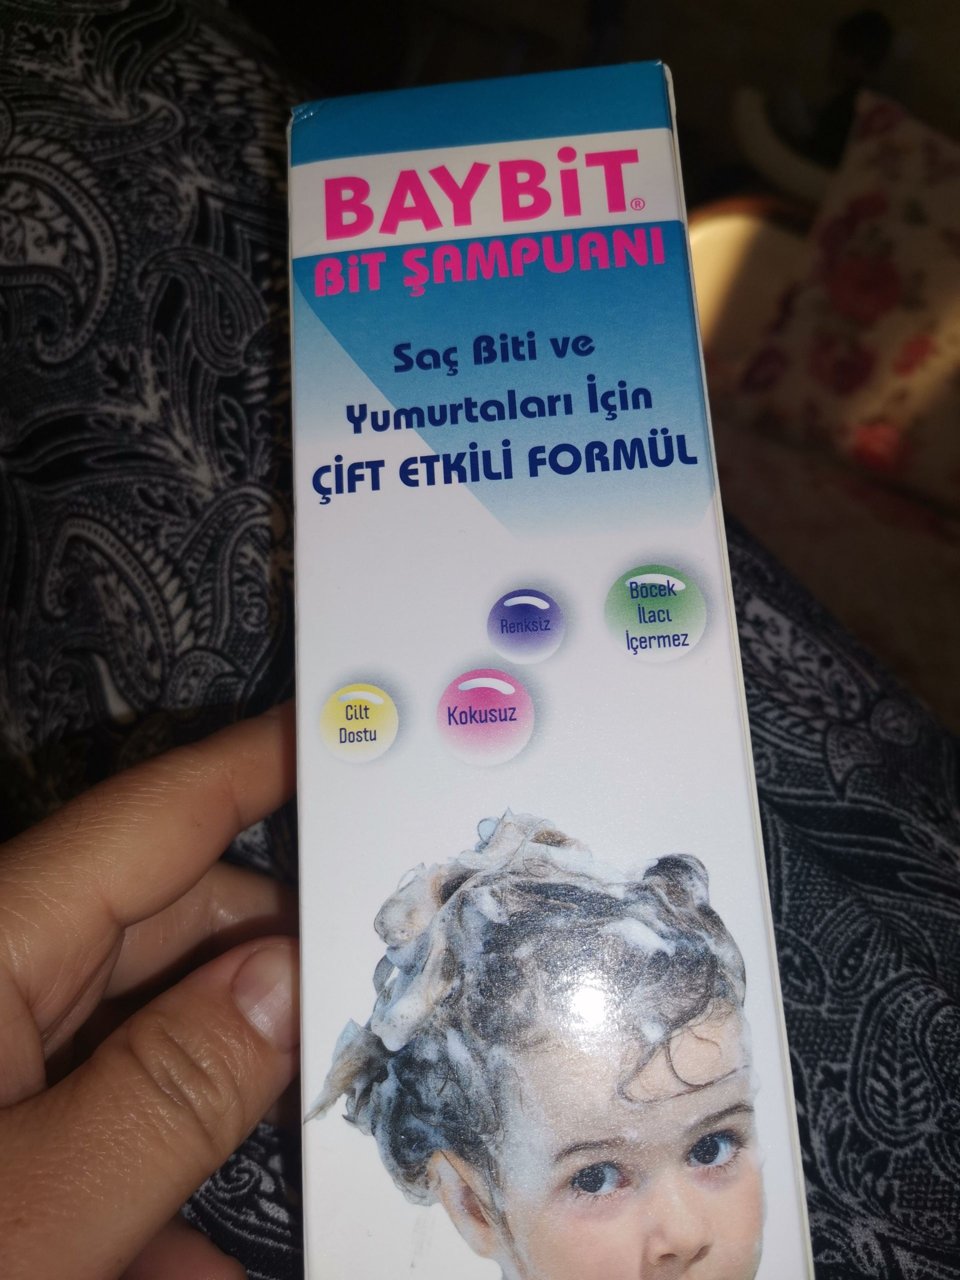 BAYBiT®
BiT ŞAMPUANI
Saç Biti ve
Yumurtaları İçin
ÇİFT ETKİLİ FORMÜL
Böcek
İlacı
İçermez
Renksiz
Kokusuz
Cilt
Dostu